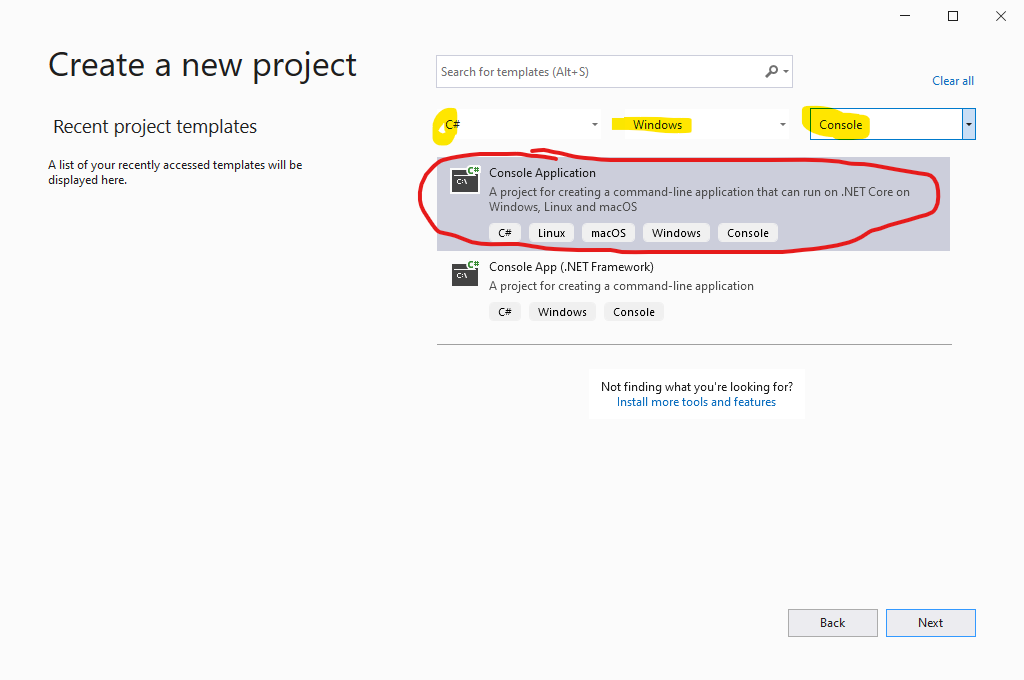 Create a new project
Recent project templates
A list of your recently accessed templates will be
displayed here.
Search for templates (Alt+S)
Clear all
C#
Windows
Console
C#
C:\
Console Application
A project for creating a command-line application that can run on .NET Core on
Windows, Linux and macOS
C# Linux macOS Windows Console
C#
C:\
Console App (.NET Framework)
A project for creating a command-line application
C# Windows Console
Not finding what you're looking for?
Install more tools and features
Back
Next